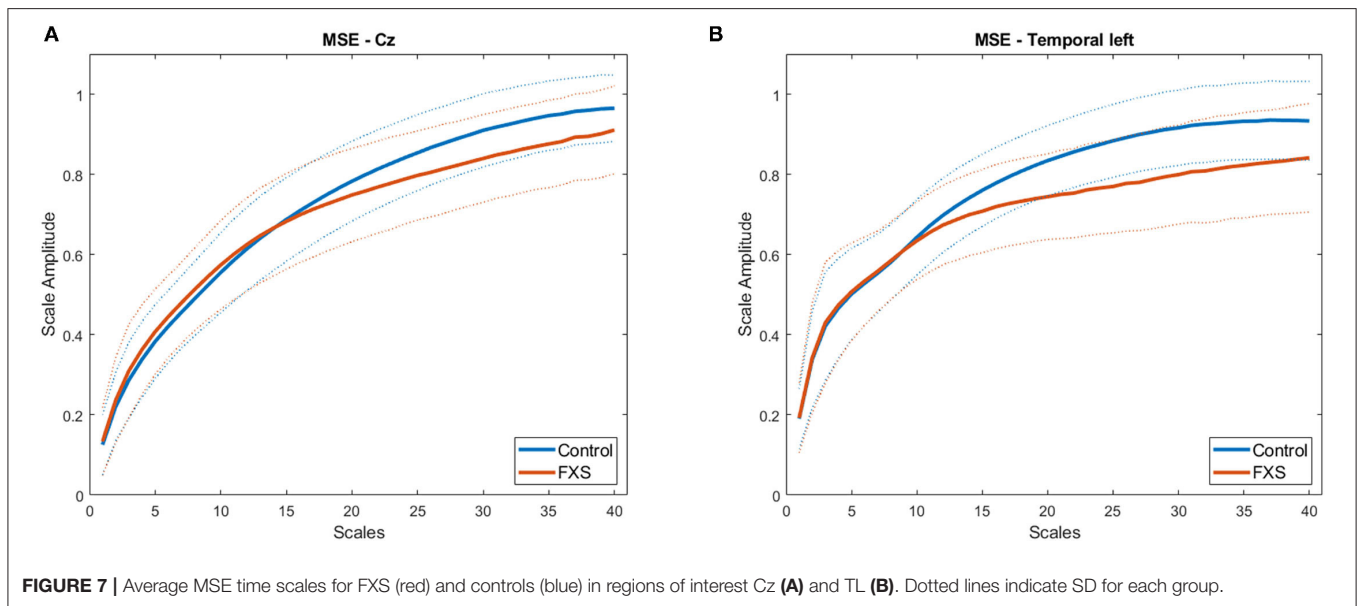 A
MSE - Cz
Scale Amplitude
1
0.8
0.6
0.4
0.2
0
0 5 10 15 20 25 30 35 40
Scales
Control
FXS
B
MSE - Temporal left
Scale Amplitude
1
0.8
0.6
0.4
0.2
0
0 5 10 15 20 25 30 35 40
Scales
Control
FXS
FIGURE 7 | Average MSE time scales for FXS (red) and controls (blue) in regions of interest Cz (A) and TL (B). Dotted lines indicate SD for each group.